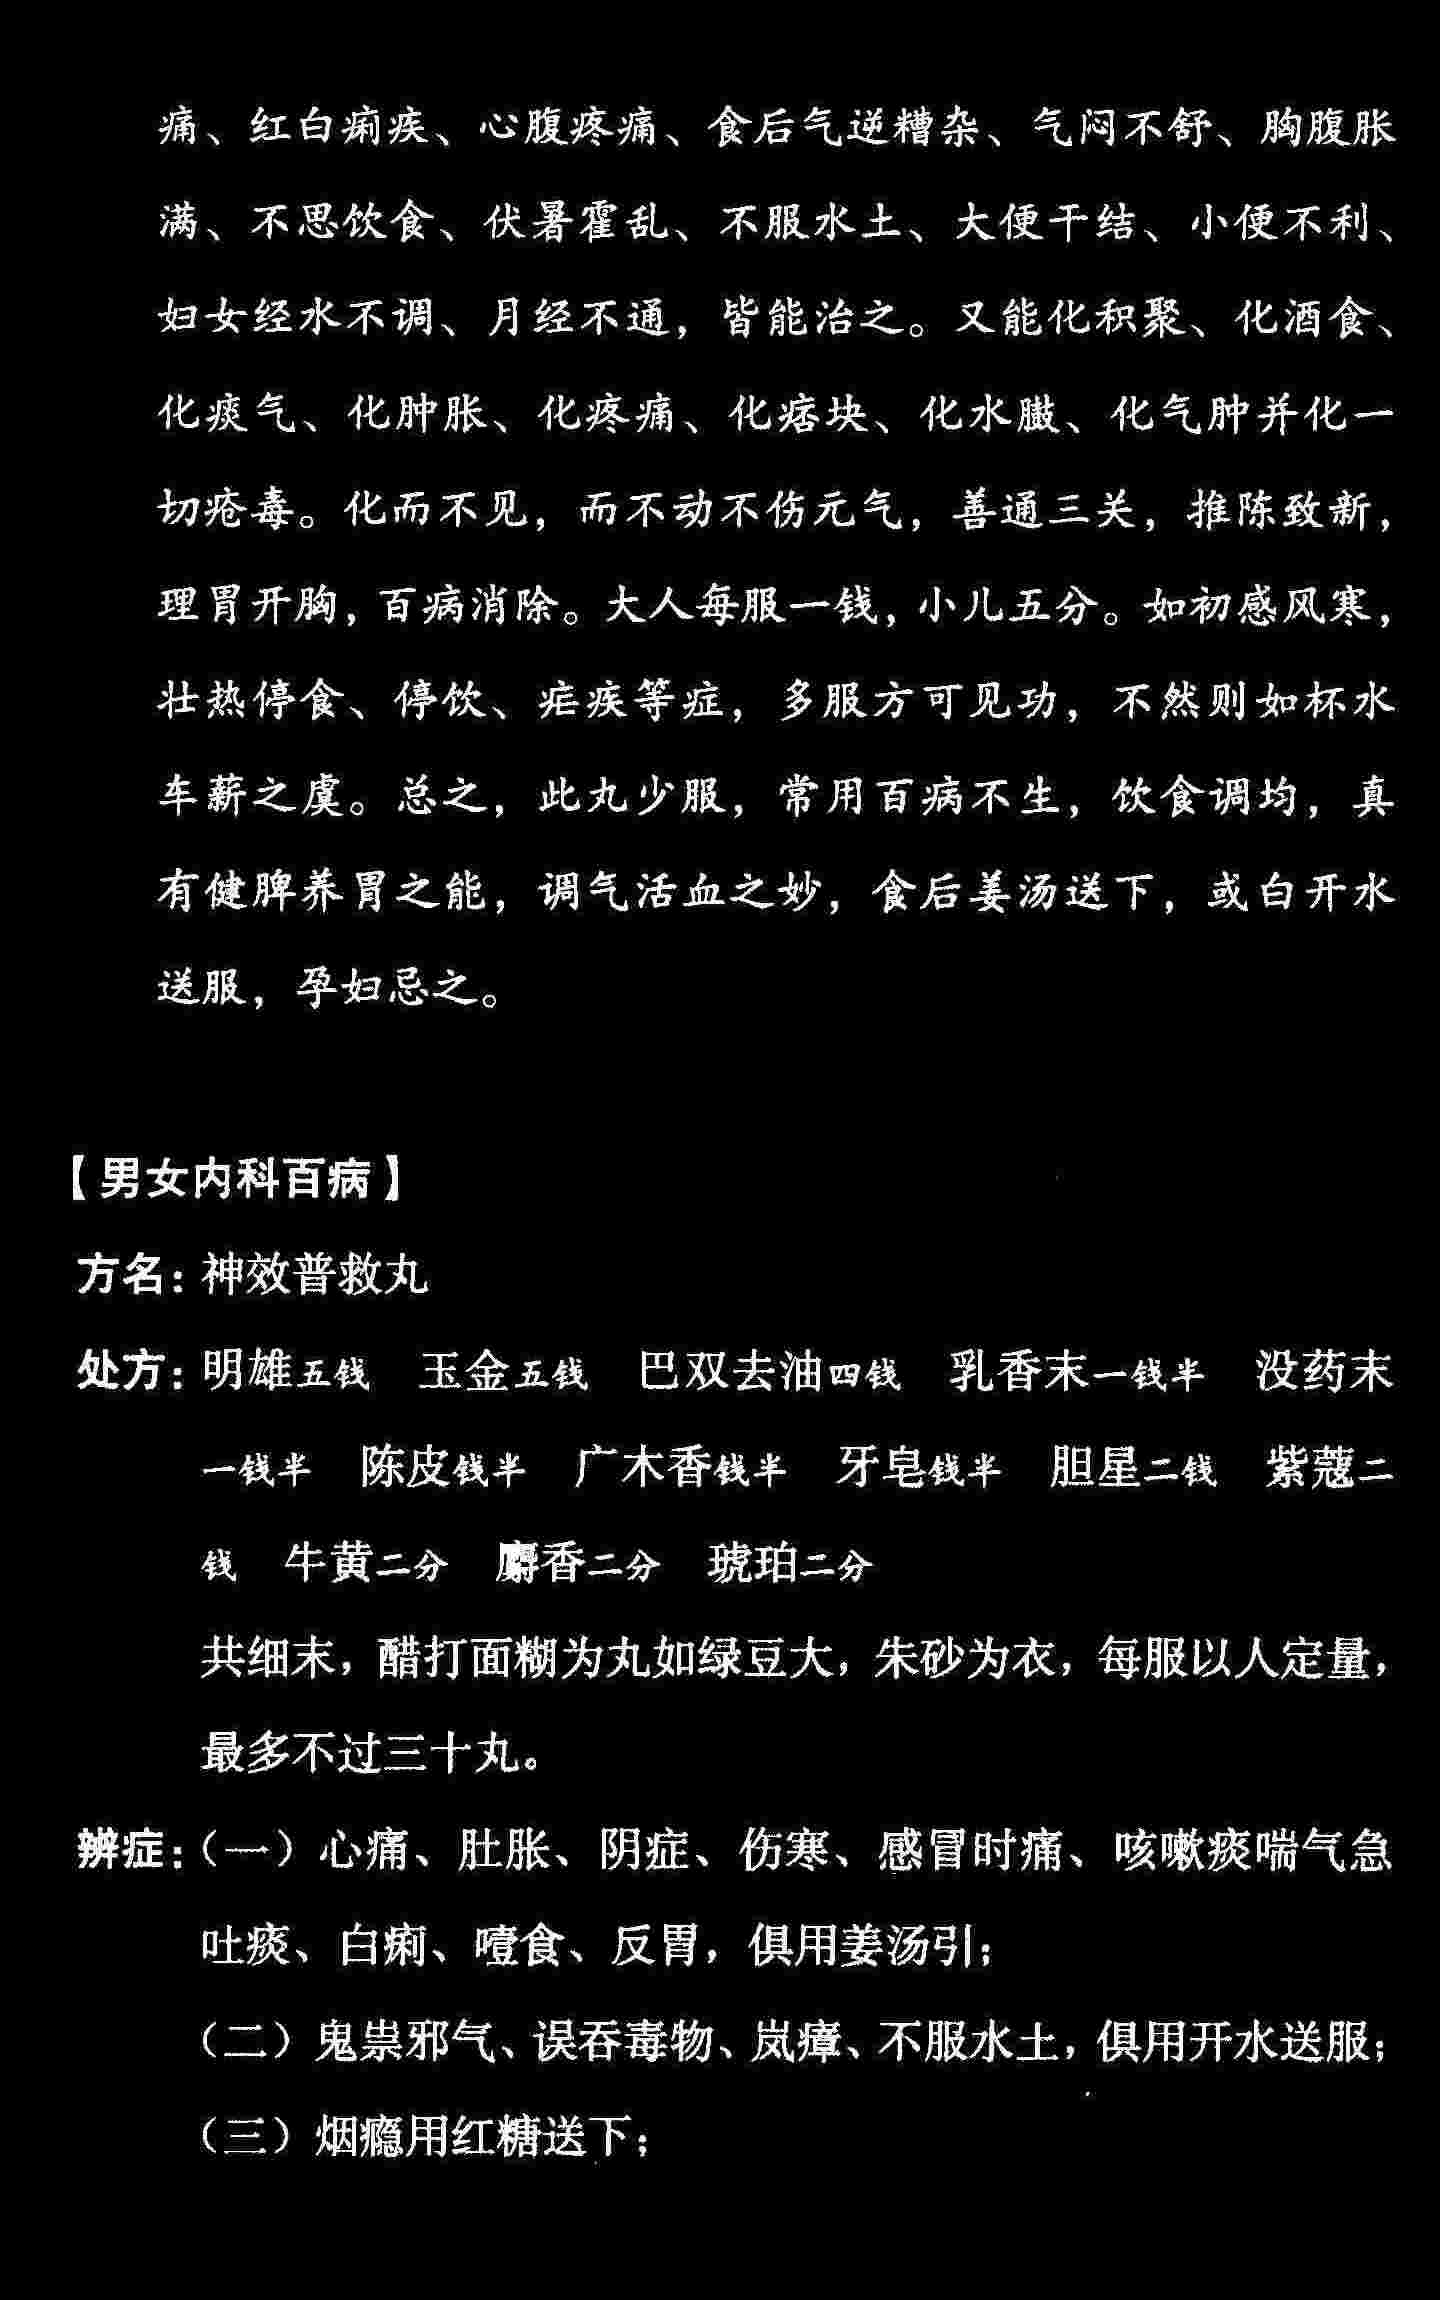 痛、红白痢疾、心腹疼痛、食后气逆糟杂、气闷不舒、胸腹胀
满、不思饮食、伏暑霍乱、不服水土、大便干结、小便不利、
妇女经水不调、月经不通，皆能治之。又能化积聚、化酒食、
化痰气、化肿胀、化疼痛、化痞块、化水臌、化气肿并化一
切疮毒。化而不见，而不动不伤元气，善通三关，推陈致新，
理胃开胸，百病消除。大人每服一钱，小儿五分。如初感风寒，
壮热停食、停饮、疟疾等症，多服方可见功，不然则如杯水
车薪之虞。总之，此丸少服，常用百病不生，饮食调均，真
有健脾养胃之能，调气活血之妙，食后姜汤送下，或白开水
送服，孕妇忌之。
【男女内科百病】
方名：神效普救丸
处方：明雄五钱 玉金五钱 巴双去油四钱 乳香末一钱半 没药末
一钱半 陈皮钱半 广木香钱半 牙皂钱半 胆星二钱 紫蔻二
钱 牛黄二分 麝香二分 琥珀二分
共细末，醋打面糊为丸如绿豆大，朱砂为衣，每服以人定量，
最多不过三十丸。
辨症：（一）心痛、肚胀、阴症、伤寒、感冒时痛、咳嗽痰喘气急
吐痰、白痢、噎食、反胃，俱用姜汤引；
（二）鬼祟邪气、误吞毒物、岚瘴、不服水土，俱用开水送服；
（三）烟瘾用红糖送下；